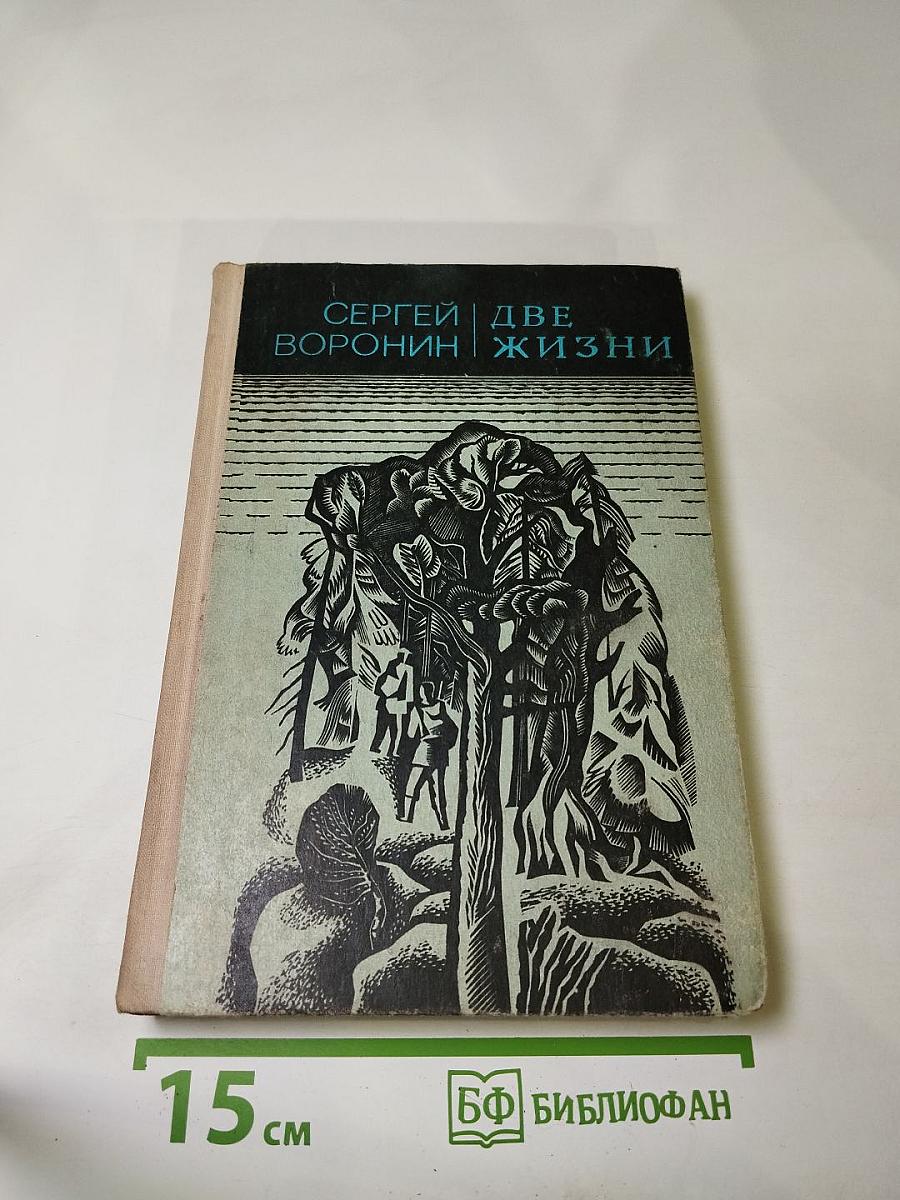 СЕРГЕЙ
ВОРОНИН
ДВЕ
ЖИЗНИ
15 см
БФ БИБЛИОФАН